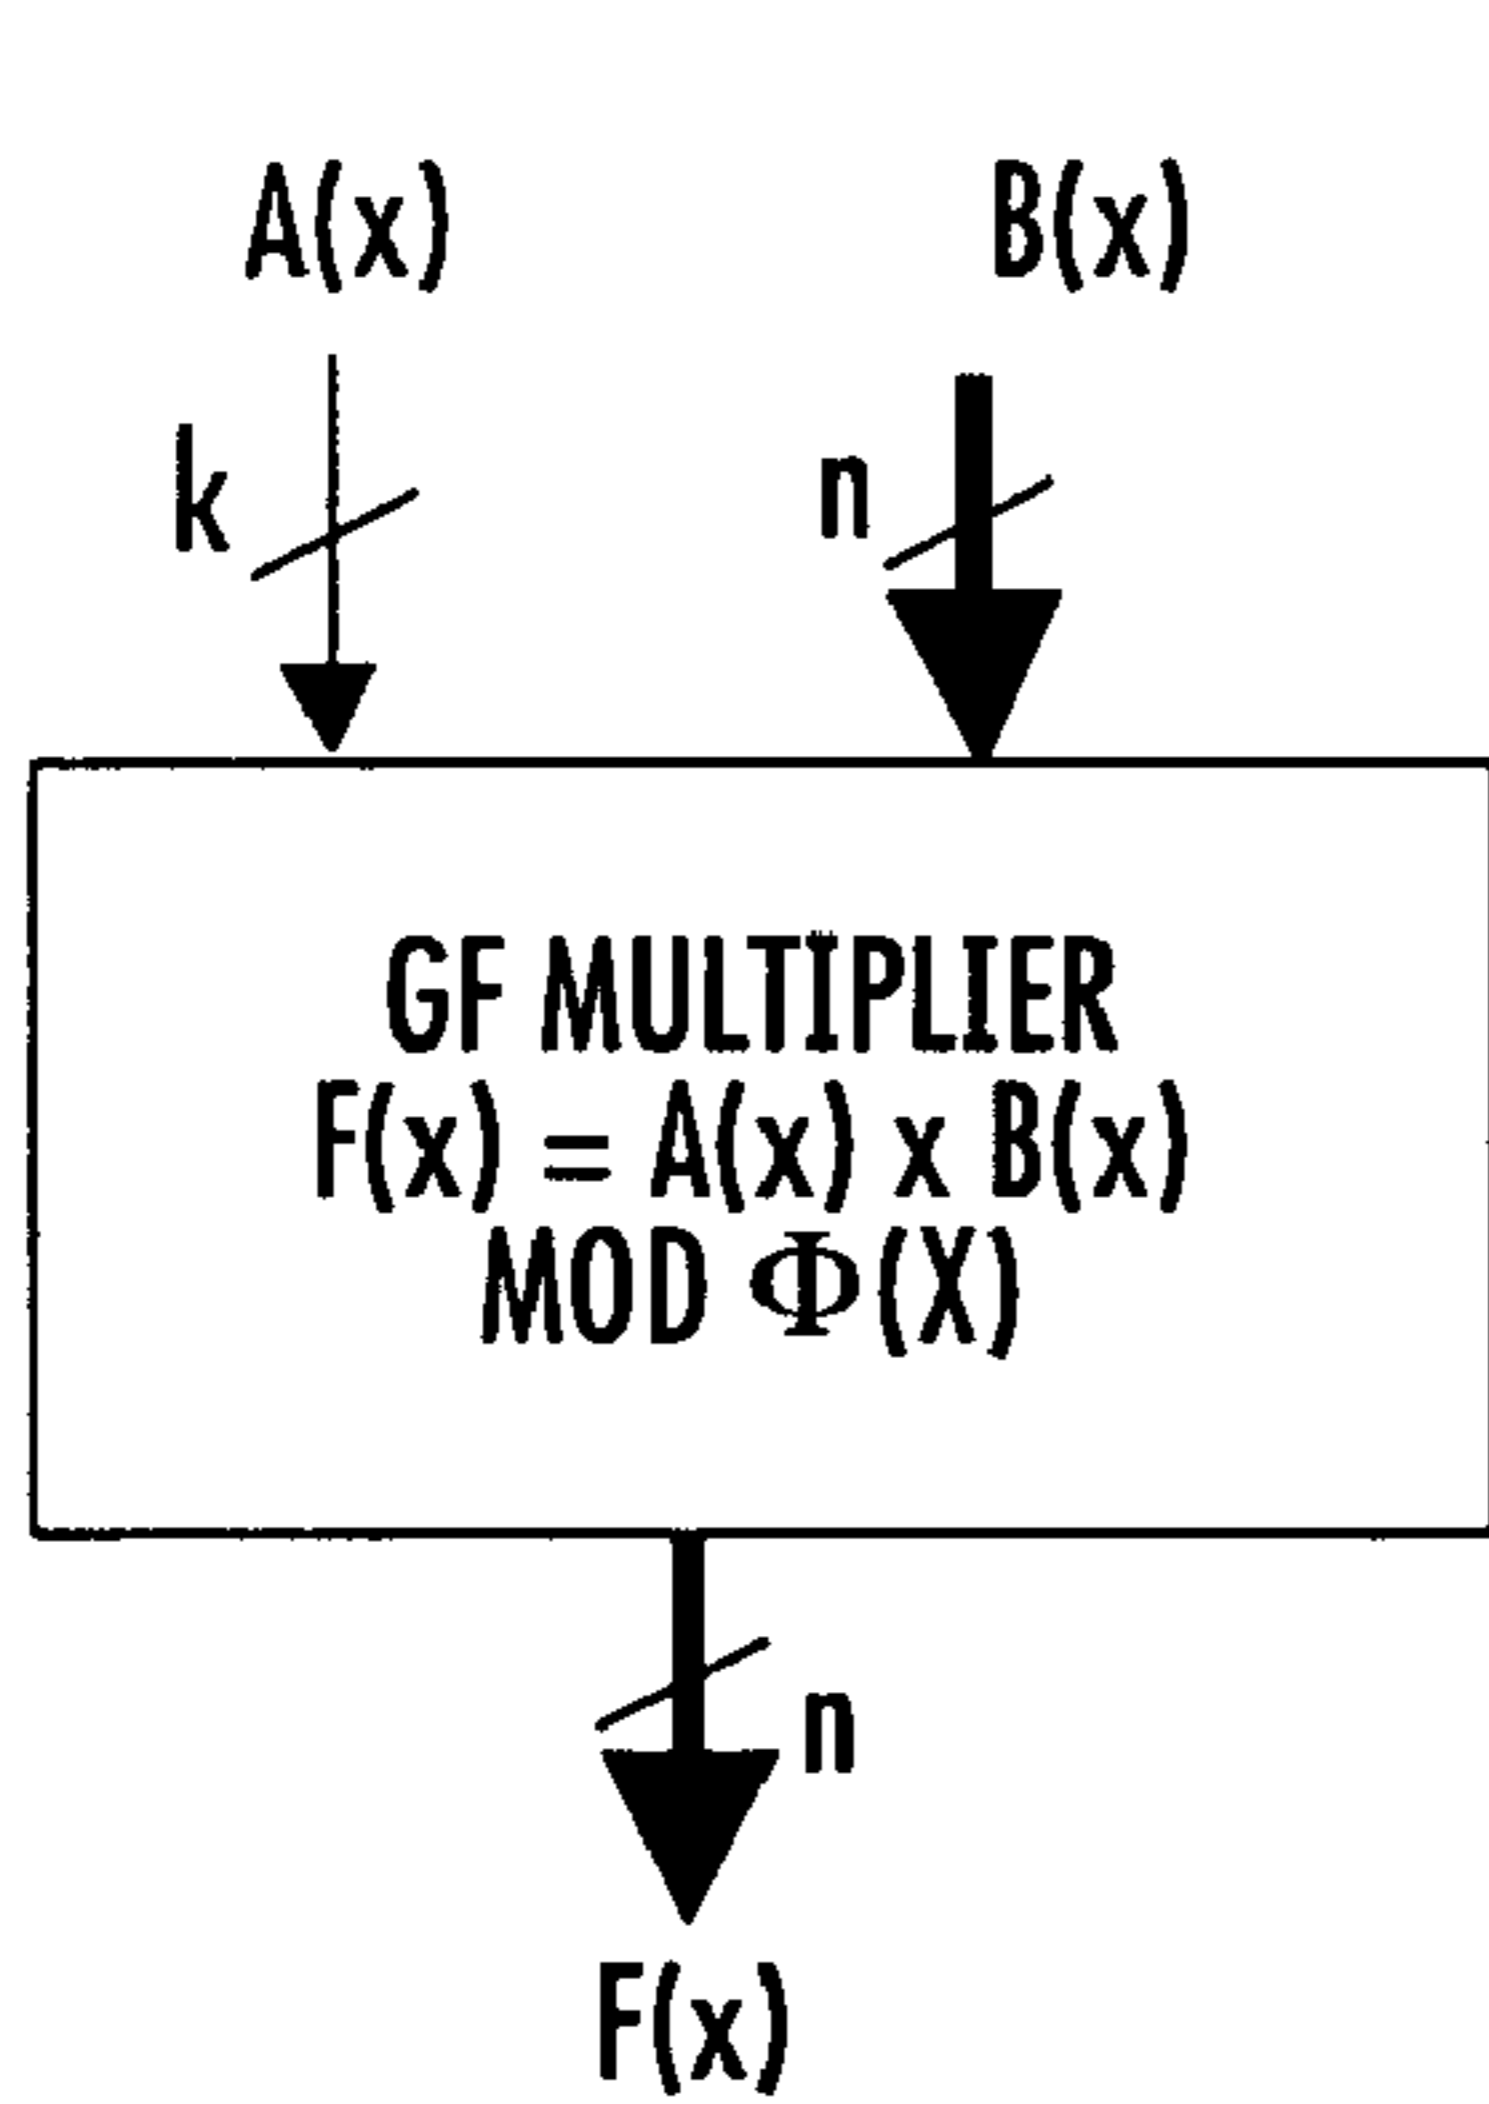 A(x) B(x)
k n
GF MULTIPLIER
F(x) = A(x) x B(x)
MOD Φ(X)
n
F(x)